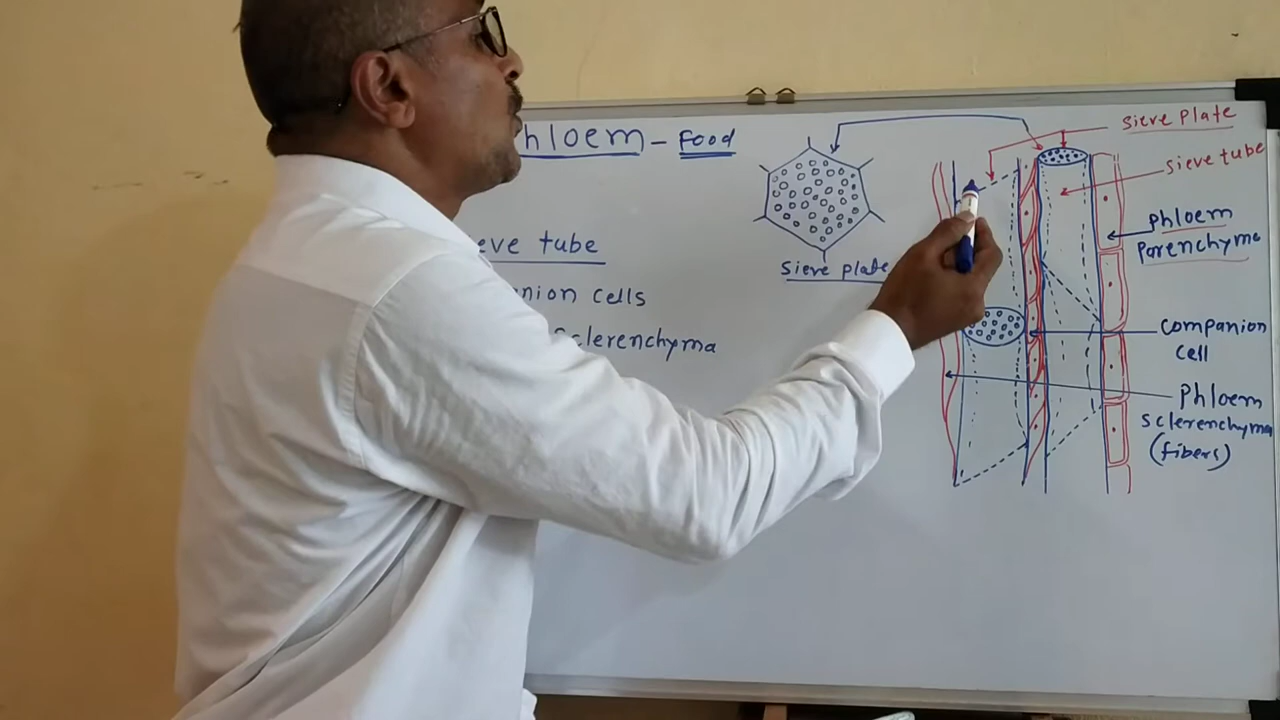 hloem - Food
eve tube
nion cells
sclerenchyma
Sieve plate
Sieve plate
Sieve tube
Phloem
parenchyma
companion
cell
Phloem
sclerenchyma
(fibers)